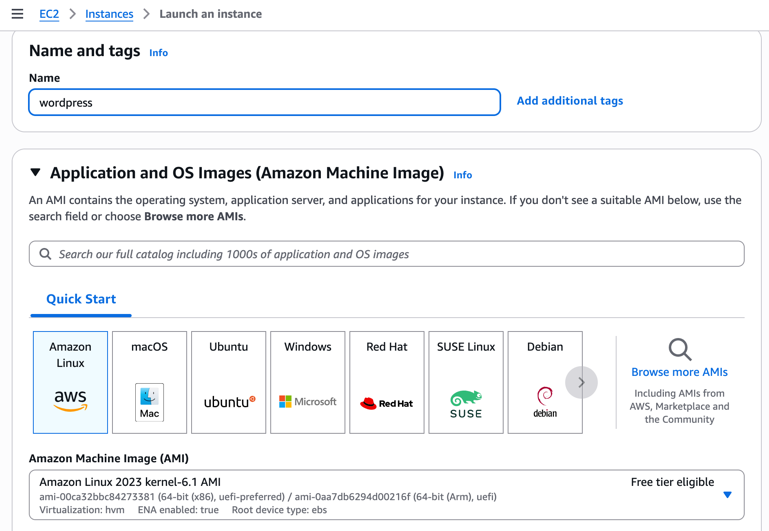 EC2 > Instances > Launch an instance
Name and tags Info
Name
wordpress
Add additional tags
Application and OS Images (Amazon Machine Image) Info
An AMI contains the operating system, application server, and applications for your instance. If you don't see a suitable AMI below, use the
search field or choose Browse more AMIs.
Search our full catalog including 1000s of application and OS images
Quick Start
Amazon
Linux
aws
macOS
Mac
Ubuntu
ubuntu
Windows
Microsoft
Red Hat
Red Hat
SUSE Linux
SUSE
Debian
debian
Browse more AMIs
Including AMIs from
AWS, Marketplace and
the Community
Amazon Machine Image (AMI)
Amazon Linux 2023 kernel-6.1 AMI
Free tier eligible
ami-00ca32bbc84273381 (64-bit (x86), uefi-preferred) / ami-0aa7db6294d00216f (64-bit (Arm), uefi)
Virtualization: hvm ENA enabled: true Root device type: ebs